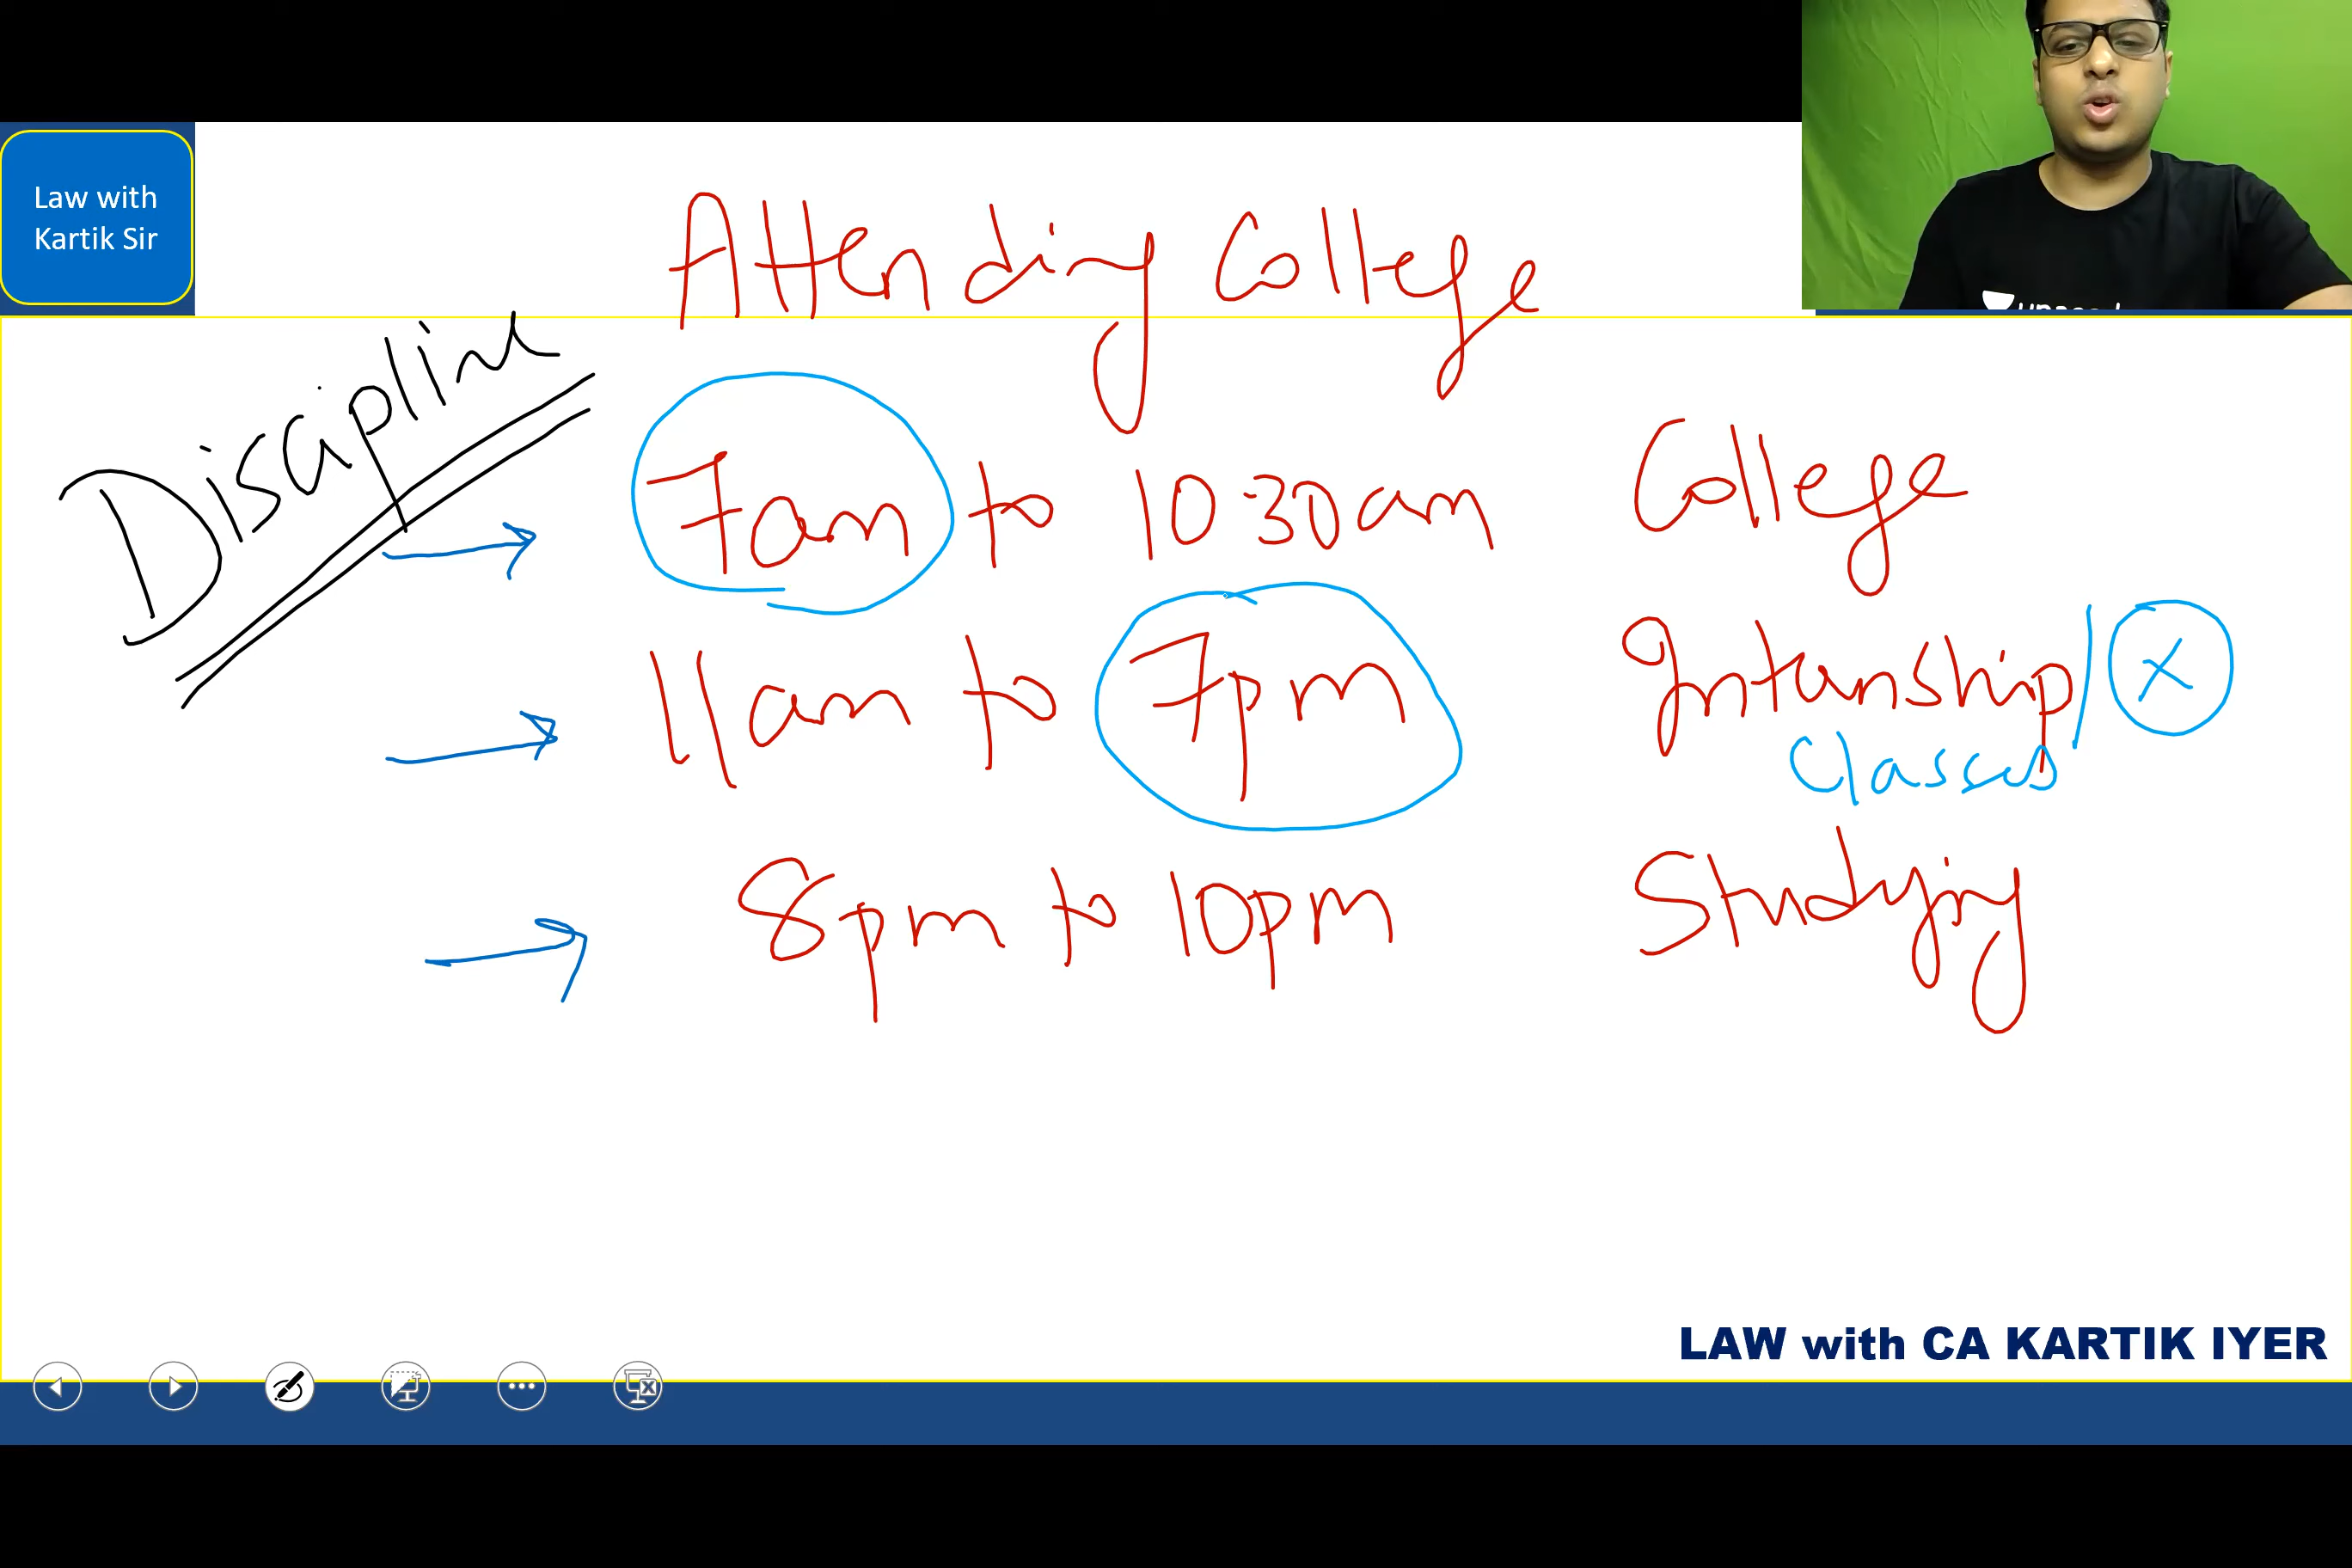 Law with
Kartik Sir
Attending College
Discipline
7am to 10.30am College
11am to 7pm Internship / X
Classes
8pm to 10pm Studying
LAW with CA KARTIK IYER